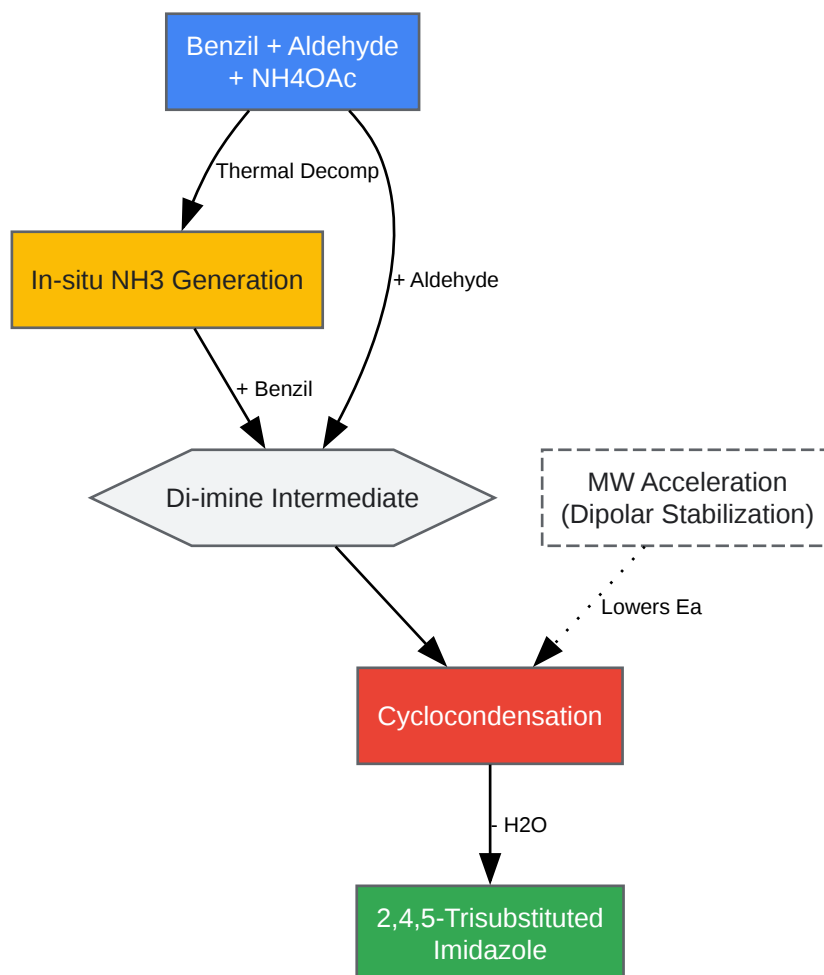 Benzil + Aldehyde
+ NH4OAc
Thermal Decomp
In-situ NH3 Generation
+ Aldehyde
+ Benzil
Di-imine Intermediate
MW Acceleration
(Dipolar Stabilization)
Lowers Ea
Cyclocondensation
- H2O
2,4,5-Trisubstituted
Imidazole